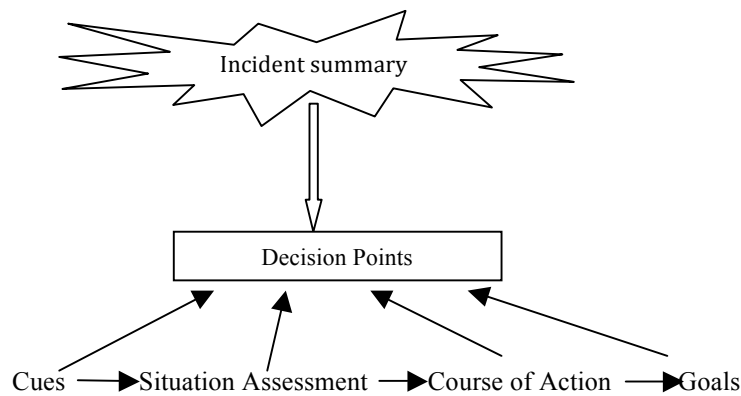 Incident summary
Decision Points
Cues Situation Assessment Course of Action Goals